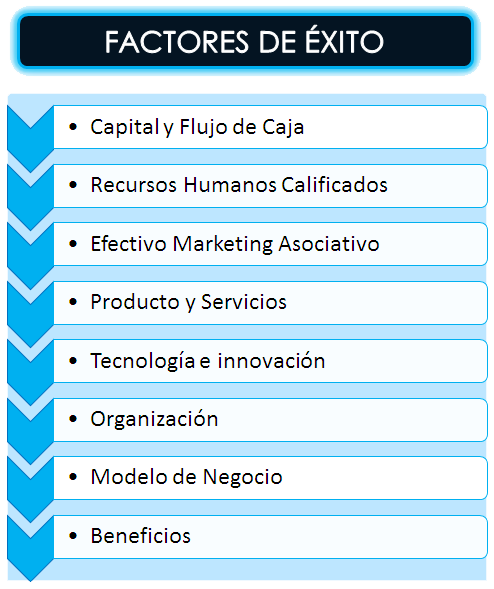 FACTORES DE ÉXITO
• Capital y Flujo de Caja
• Recursos Humanos Calificados
• Efectivo Marketing Asociativo
• Producto y Servicios
• Tecnología e innovación
• Organización
• Modelo de Negocio
• Beneficios